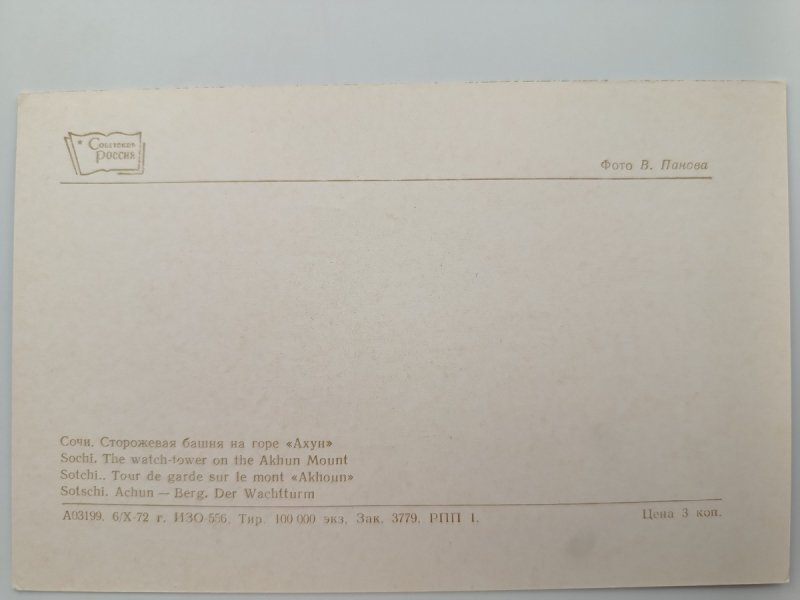 Советская
Россия
Фото В. Панова
Сочи. Сторожевая башня на горе «Ахун»
Sochi. The watch-tower on the Akhun Mount
Sotchi.. Tour de garde sur le mont «Akhoun»
Sotschi. Achun — Berg. Der Wachtturm
А03199. 6/X-72 г. ИЗО-556. Тир. 100 000 экз. Зак. 3779. РПП 1.
Цена 3 коп.